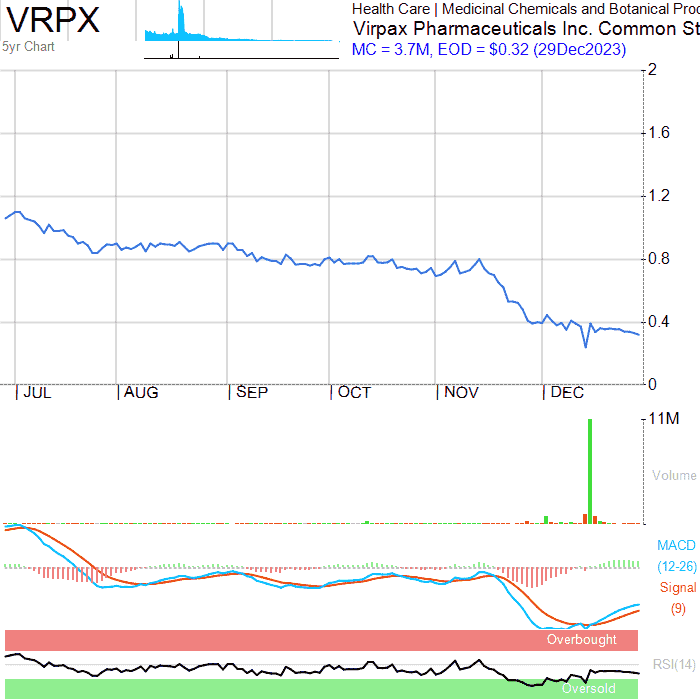 VRPX
5yr Chart
Health Care | Medicinal Chemicals and Botanical Proc
Virpax Pharmaceuticals Inc. Common St
MC = 3.7M, EOD = $0.32 (29Dec2023)
2
1.6
1.2
0.8
0.4
0
JUL AUG SEP OCT NOV DEC
11M
Volume
MACD
(12-26)
Signal
(9)
Overbought
RSI(14)
Oversold